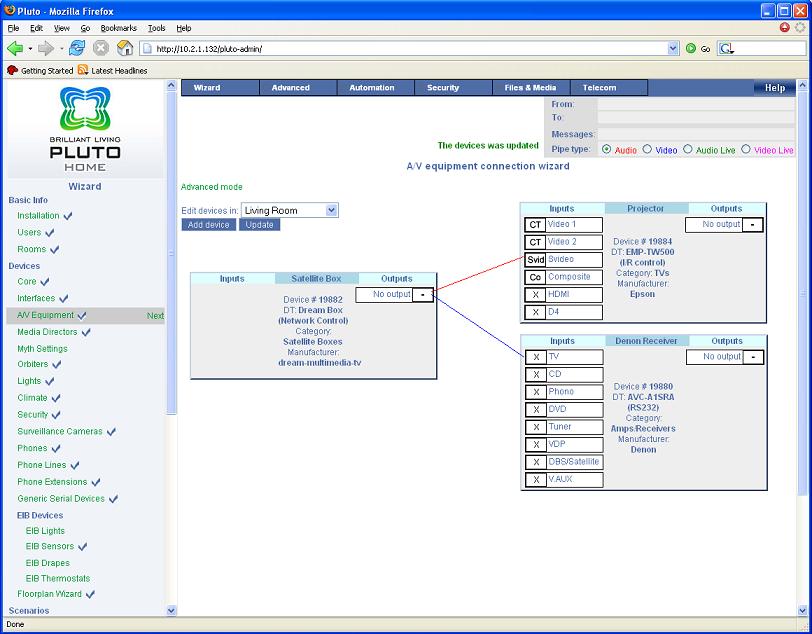 Pluto - Mozilla Firefox
File Edit View Go Bookmarks Tools Help
http://10.2.1.132/pluto-admin/
Go
Getting Started
Latest Headlines
BRILLIANT LIVING
PLUTO
HOME
Wizard
Basic Info
Installation
Users
Rooms
Devices
Core
Interfaces
A/V Equipment
Next
Media Directors
Myth Settings
Orbiters
Lights
Climate
Security
Surveillance Cameras
Phones
Phone Lines
Phone Extensions
Generic Serial Devices
EIB Devices
EIB Lights
EIB Sensors
EIB Drapes
EIB Thermostats
Floorplan Wizard
Scenarios
Wizard Advanced Automation Security Files & Media Telecom Help
From:
To:
Messages:
The devices was updated
Pipe type: Audio Video Audio Live Video Live
A/V equipment connection wizard
Advanced mode
Edit devices in: Living Room
Add device Update
Inputs Satellite Box Outputs
No output -
Device # 19882
DT: Dream Box
(Network Control)
Category:
Satellite Boxes
Manufacturer:
dream-multimedia-tv
Inputs Projector Outputs
CT Video 1
CT Video 2
Svid Svideo
Co Composite
X HDMI
X D4
No output -
Device # 19884
DT: EMP-TW500
(I/R control)
Category: TVs
Manufacturer:
Epson
Inputs Denon Receiver Outputs
X TV
X CD
X Phono
X DVD
X Tuner
X VDP
X DBS/Satellite
X V.AUX
No output -
Device # 19880
DT: AVC-A1SRA
(RS232)
Category:
Amps/Receivers
Manufacturer:
Denon
Done